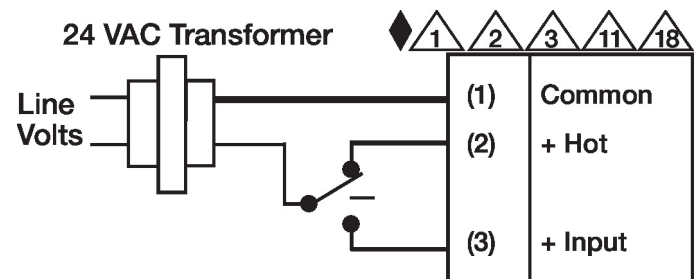 24 VAC Transformer
1 2 3 11 18
Line
Volts
(1) Common
(2) + Hot
(3) + Input